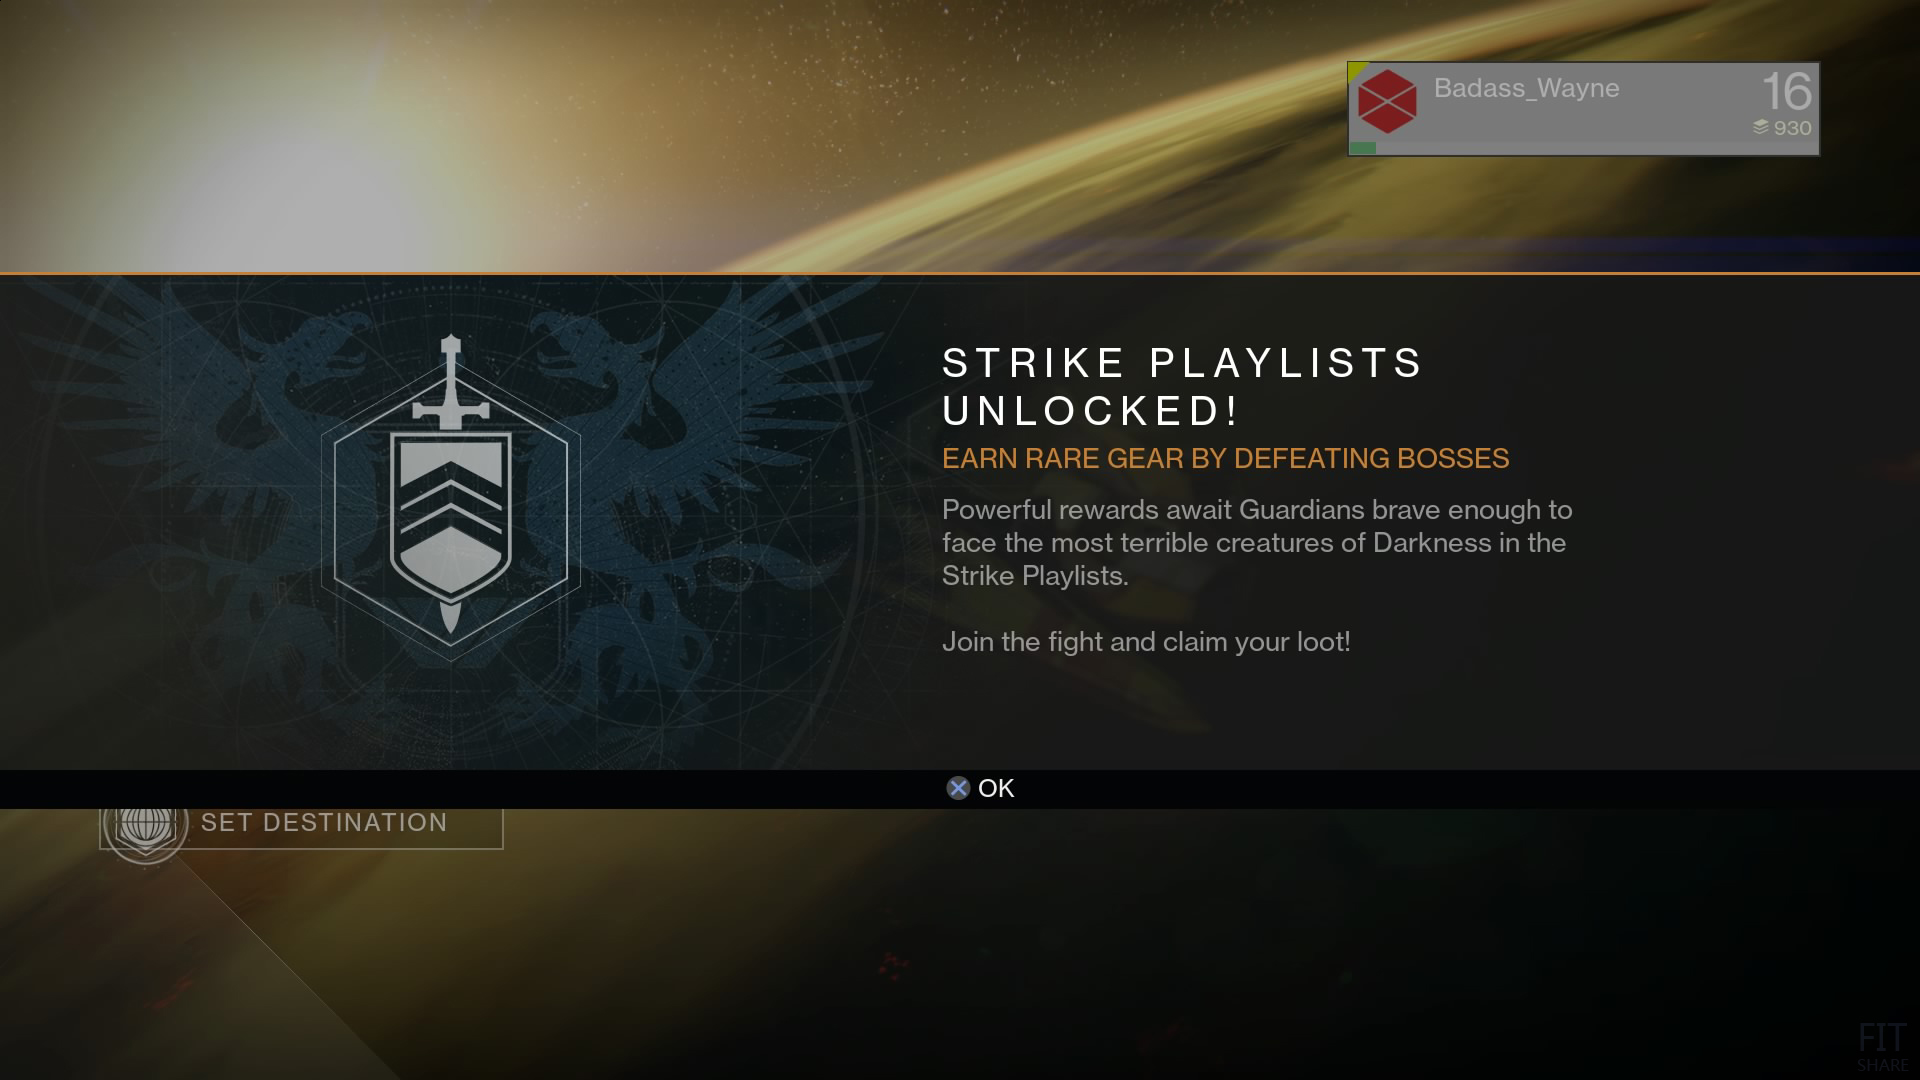 Badass_Wayne
16
930
STRIKE PLAYLISTS
UNLOCKED!
EARN RARE GEAR BY DEFEATING BOSSES
Powerful rewards await Guardians brave enough to
face the most terrible creatures of Darkness in the
Strike Playlists.
Join the fight and claim your loot!
OK
SET DESTINATION
FIT
SHARE